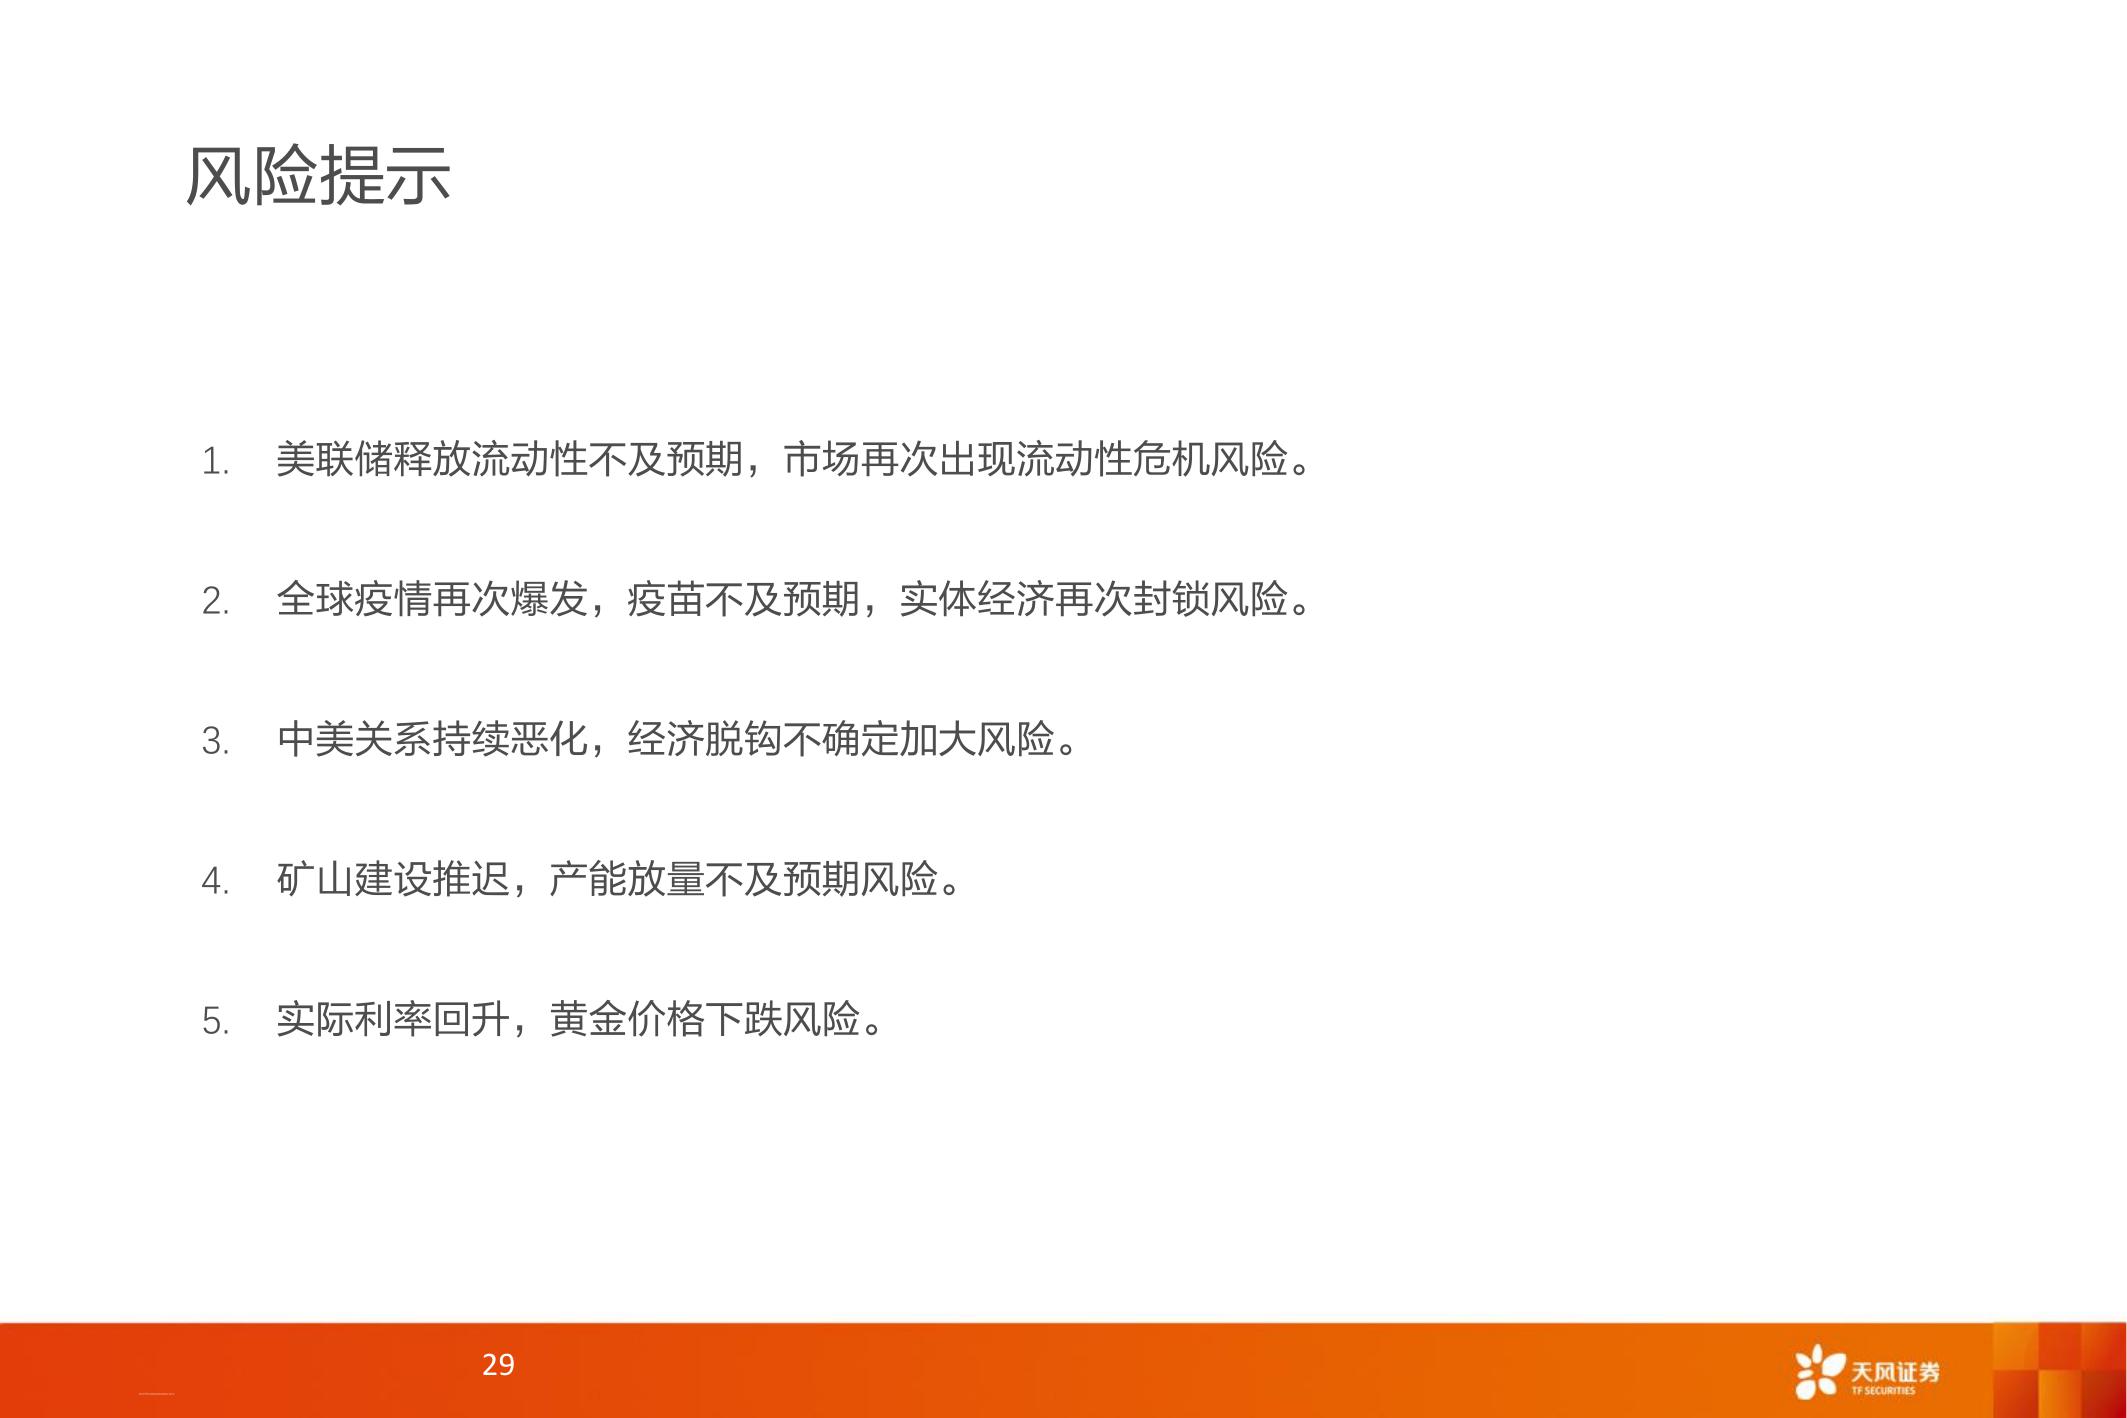 风险提示
1. 美联储释放流动性不及预期，市场再次出现流动性危机风险。
2. 全球疫情再次爆发，疫苗不及预期，实体经济再次封锁风险。
3. 中美关系持续恶化，经济脱钩不确定加大风险。
4. 矿山建设推迟，产能放量不及预期风险。
5. 实际利率回升，黄金价格下跌风险。
29
天风证券
TF SECURITIES